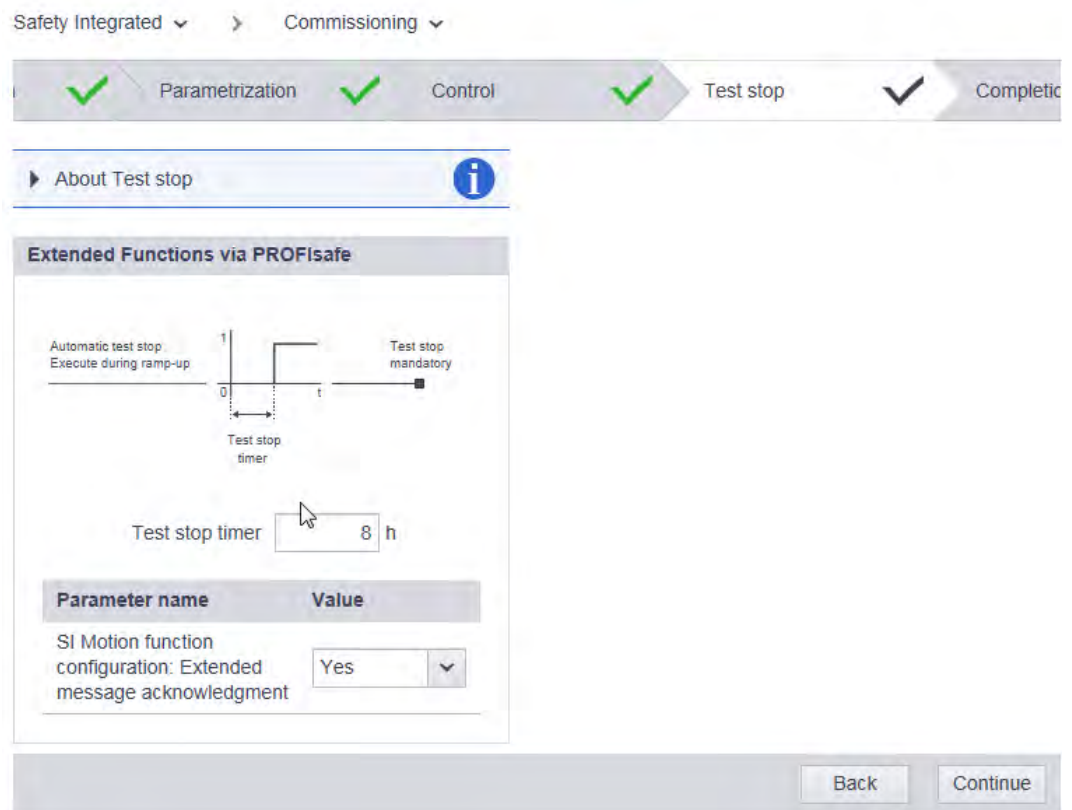 Safety Integrated > Commissioning
Parametrization Control Test stop Completic
About Test stop i
Extended Functions via PROFIsafe
Automatic test stop
Execute during ramp-up
1
0 t
Test stop
mandatory
Test stop
timer
Test stop timer 8 h
Parameter name Value
SI Motion function
configuration: Extended
message acknowledgment
Yes
Back Continue